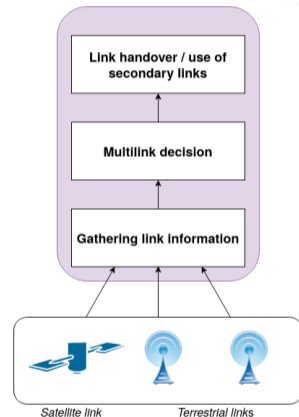 Link handover / use of
secondary links
Multilink decision
Gathering link information
Satellite link
Terrestrial links